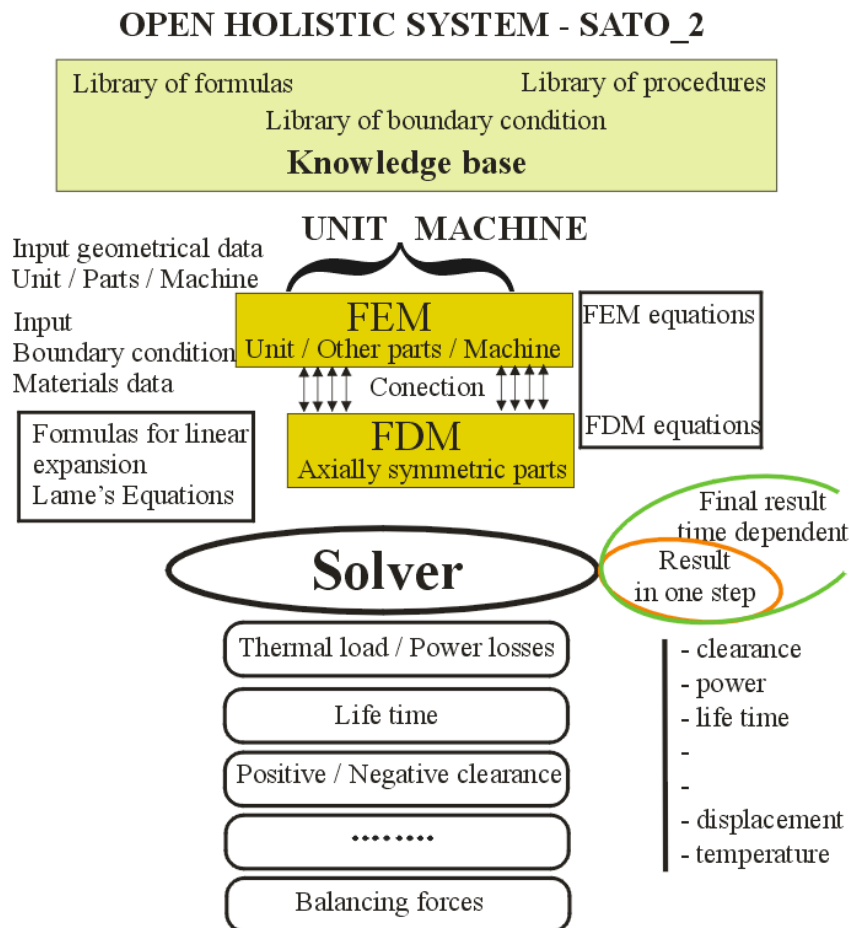 OPEN HOLISTIC SYSTEM - SATO_2
Library of formulas
Library of procedures
Library of boundary condition
Knowledge base
UNIT MACHINE
Input geometrical data
Unit / Parts / Machine
Input
Boundary condition
Materials data
FEM
Unit / Other parts / Machine
FEM equations
Conection
FDM
Axially symmetric parts
FDM equations
Formulas for linear
expansion
Lame's Equations
Final result
time dependent
Result
in one step
Solver
Thermal load / Power losses
Life time
Positive / Negative clearance
........
Balancing forces
- clearance
- power
- life time
-
-
- displacement
- temperature